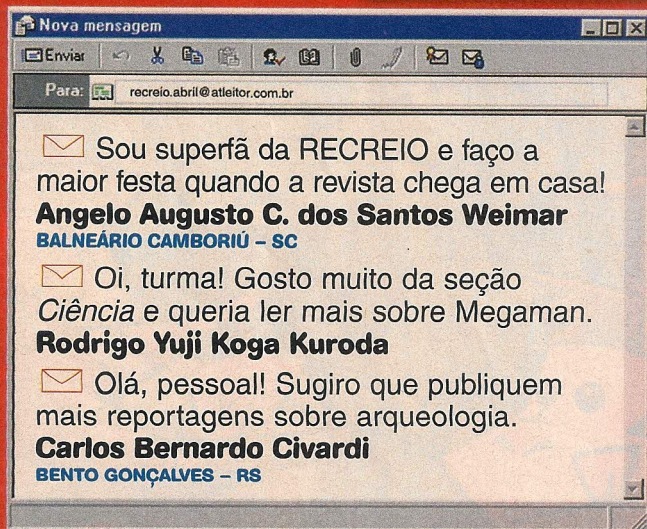 Nova mensagem
Enviar
Para: recreio.abril@atleitor.com.br
Sou superfã da RECREIO e faço a
maior festa quando a revista chega em casa!
Angelo Augusto C. dos Santos Weimar
BALNEÁRIO CAMBORIÚ – SC
Oi, turma! Gosto muito da seção
Ciência e queria ler mais sobre Megaman.
Rodrigo Yuji Koga Kuroda
Olá, pessoal! Sugiro que publiquem
mais reportagens sobre arqueologia.
Carlos Bernardo Civardi
BENTO GONÇALVES – RS